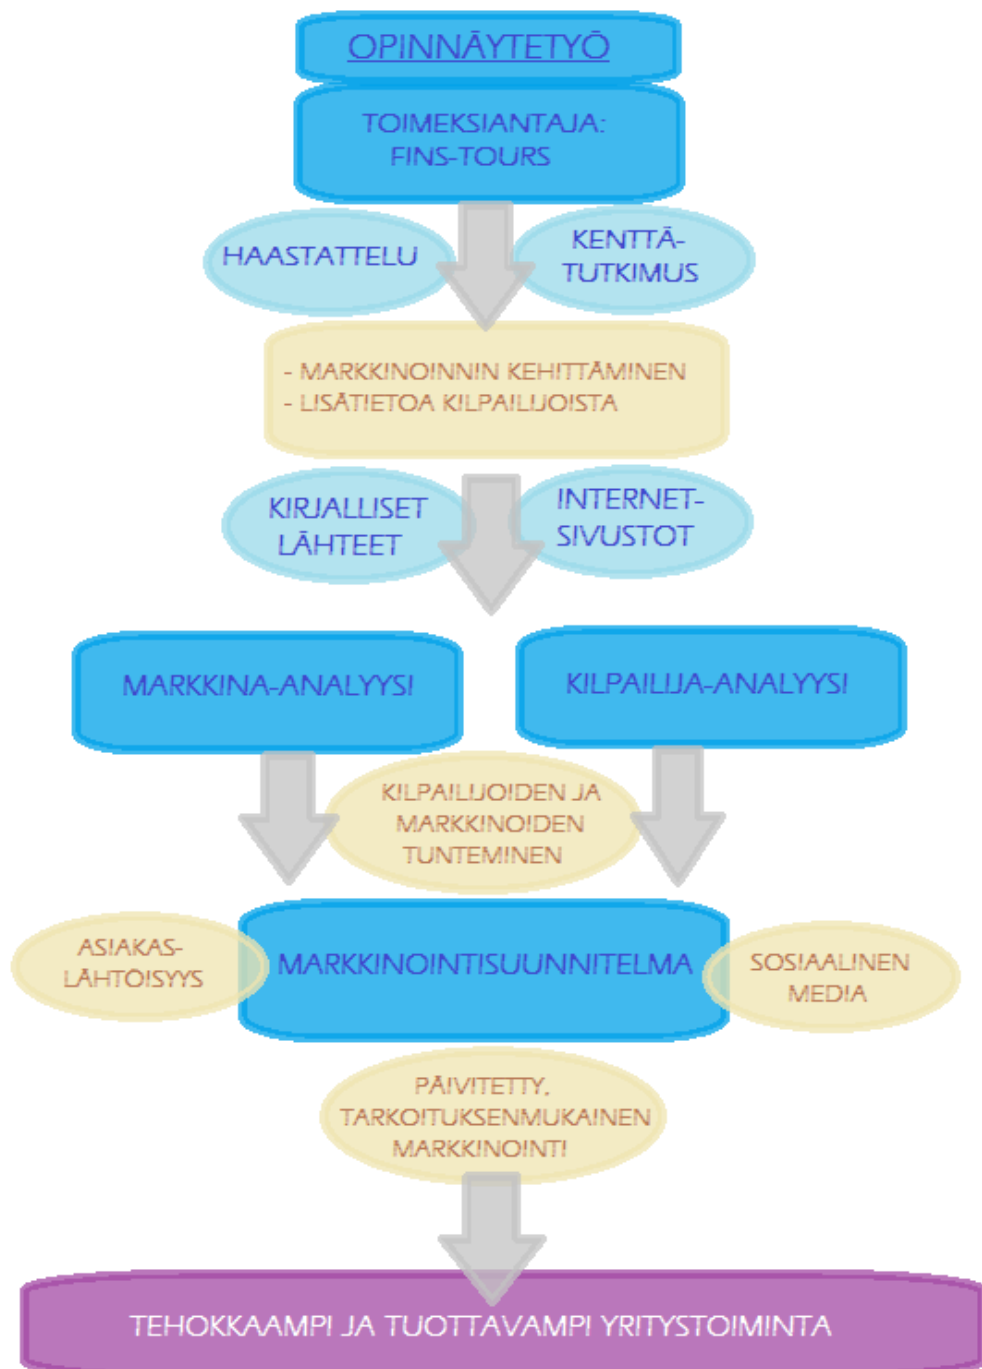 OPINNÄYTETYÖ
TOIMEKSIANTAJA:
FINS-TOURS
HAASTATTELU
KENTTÄ-
TUTKIMUS
- MARKKINOINNIN KEHITTÄMINEN
- LISÄTIETOA KILPAILIJOISTA
KIRJALLISET
LÄHTEET
INTERNET-
SIVUSTOT
MARKKINA-ANALYYSI
KILPAILIJA-ANALYYSI
KILPAILIJOIDEN JA
MARKKINOIDEN
TUNTEMINEN
ASIAKAS-
LÄHTÖISYYS
MARKKINOINTISUUNNITELMA
SOSIAALINEN
MEDIA
PÄIVITETTY,
TARKOITUKSENMUKAINEN
MARKKINOINTI
TEHOKKAAMPI JA TUOTTAVAMPI YRITYSTOIMINTA